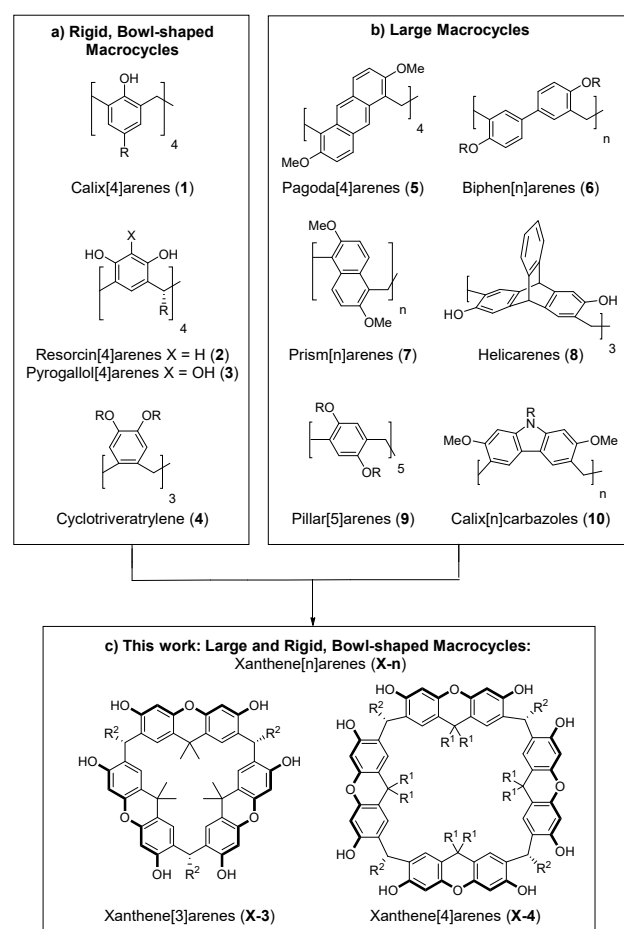 a) Rigid, Bowl-shaped
Macrocycles
OH
R
4
Calix[4]arenes (1)
X
HO OH
R
4
Resorcin[4]arenes X = H (2)
Pyrogallol[4]arenes X = OH (3)
RO OR
3
Cyclotriveratrylene (4)
b) Large Macrocycles
OMe
MeO
4
Pagoda[4]arenes (5)
OR
RO
n
Biphen[n]arenes (6)
MeO
OMe
n
Prism[n]arenes (7)
HO
OH
3
Helicarenes (8)
RO
OR
5
Pillar[5]arenes (9)
R
N
MeO OMe
n
Calix[n]carbazoles (10)
c) This work: Large and Rigid, Bowl-shaped Macrocycles:
Xanthene[n]arenes (X-n)
HO O OH
R2 R2
HO OH
O O
R2
OH OH
Xanthene[3]arenes (X-3)
HO O OH
R2 R2
HO R1 R1 OH
R1 R1
O O
R1 R1
HO R1 R1 OH
R2 R2
HO O OH
Xanthene[4]arenes (X-4)